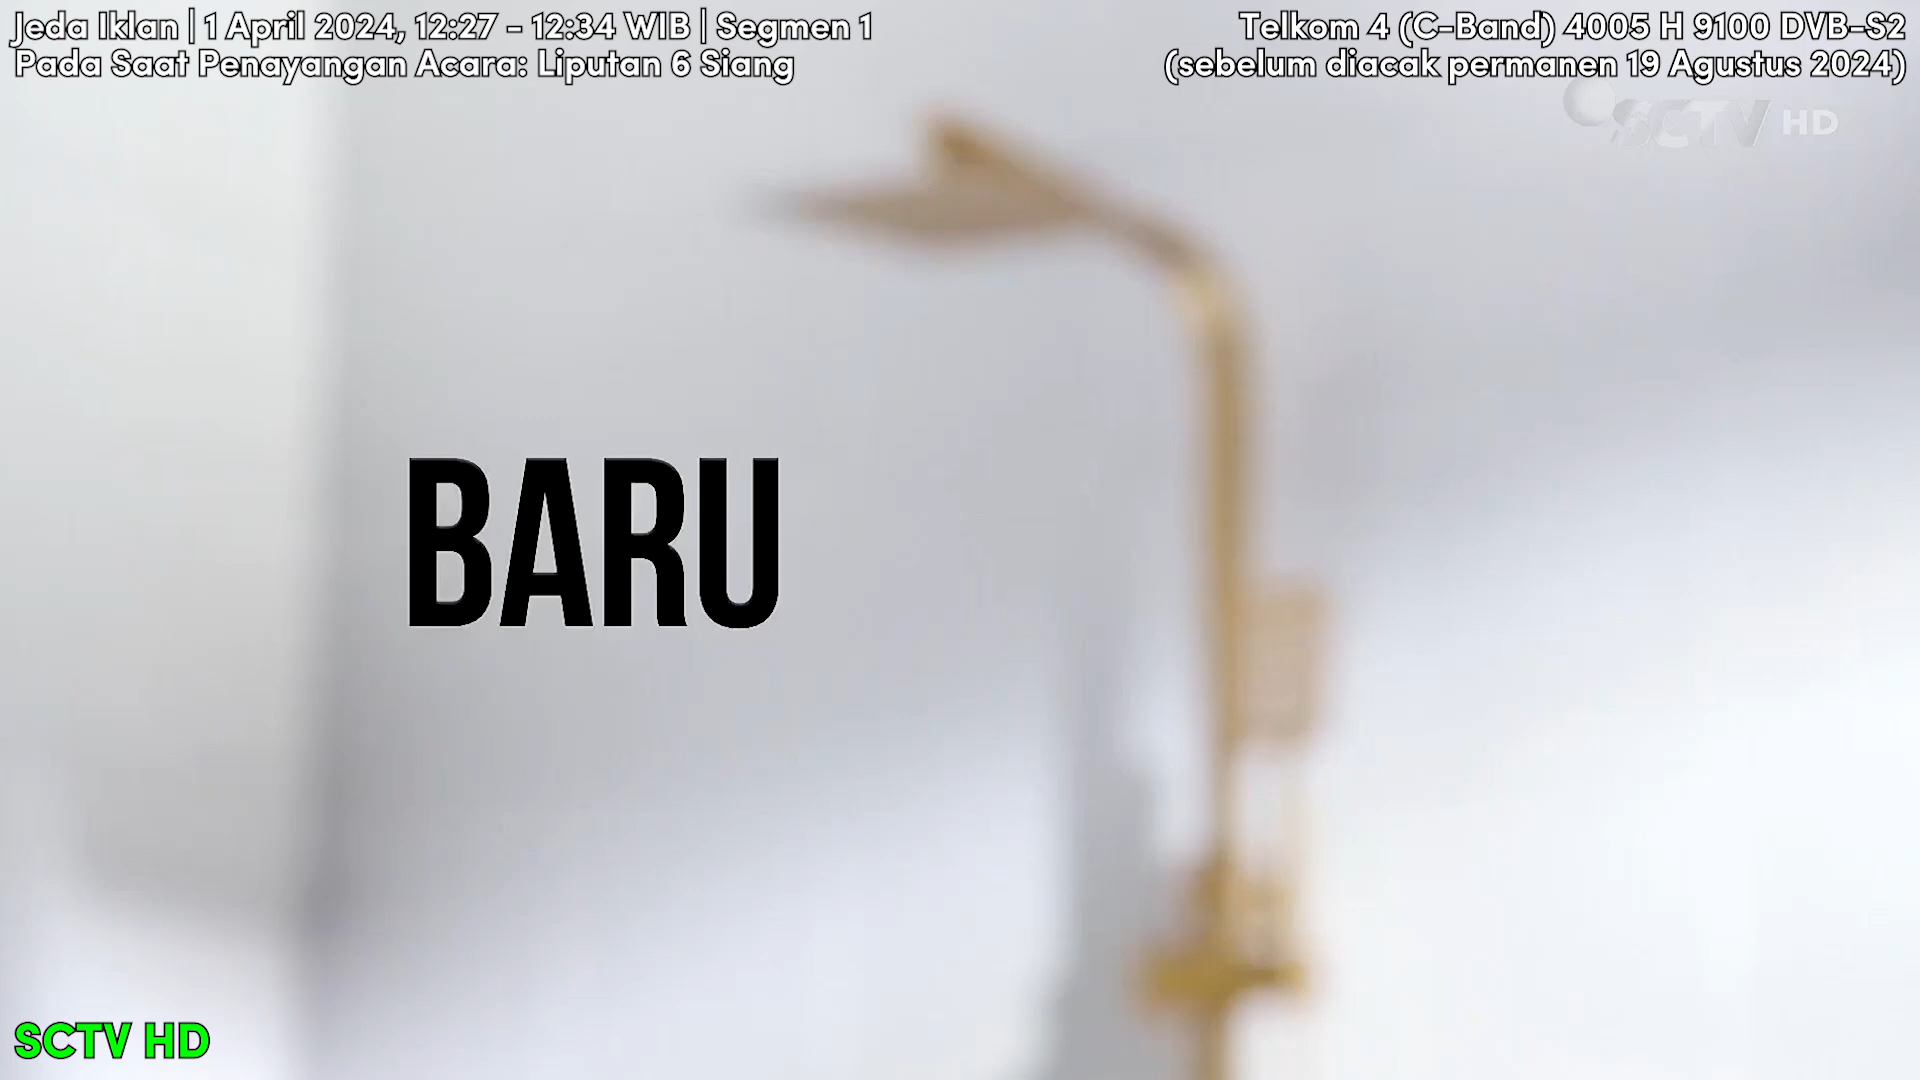 Jeda Iklan | 1 April 2024, 12:27 - 12:34 WIB | Segmen 1
Pada Saat Penayangan Acara: Liputan 6 Siang
Telkom 4 (C-Band) 4005 H 9100 DVB-S2
(sebelum diacak permanen 19 Agustus 2024)
SCTV HD
BARU
SCTV HD